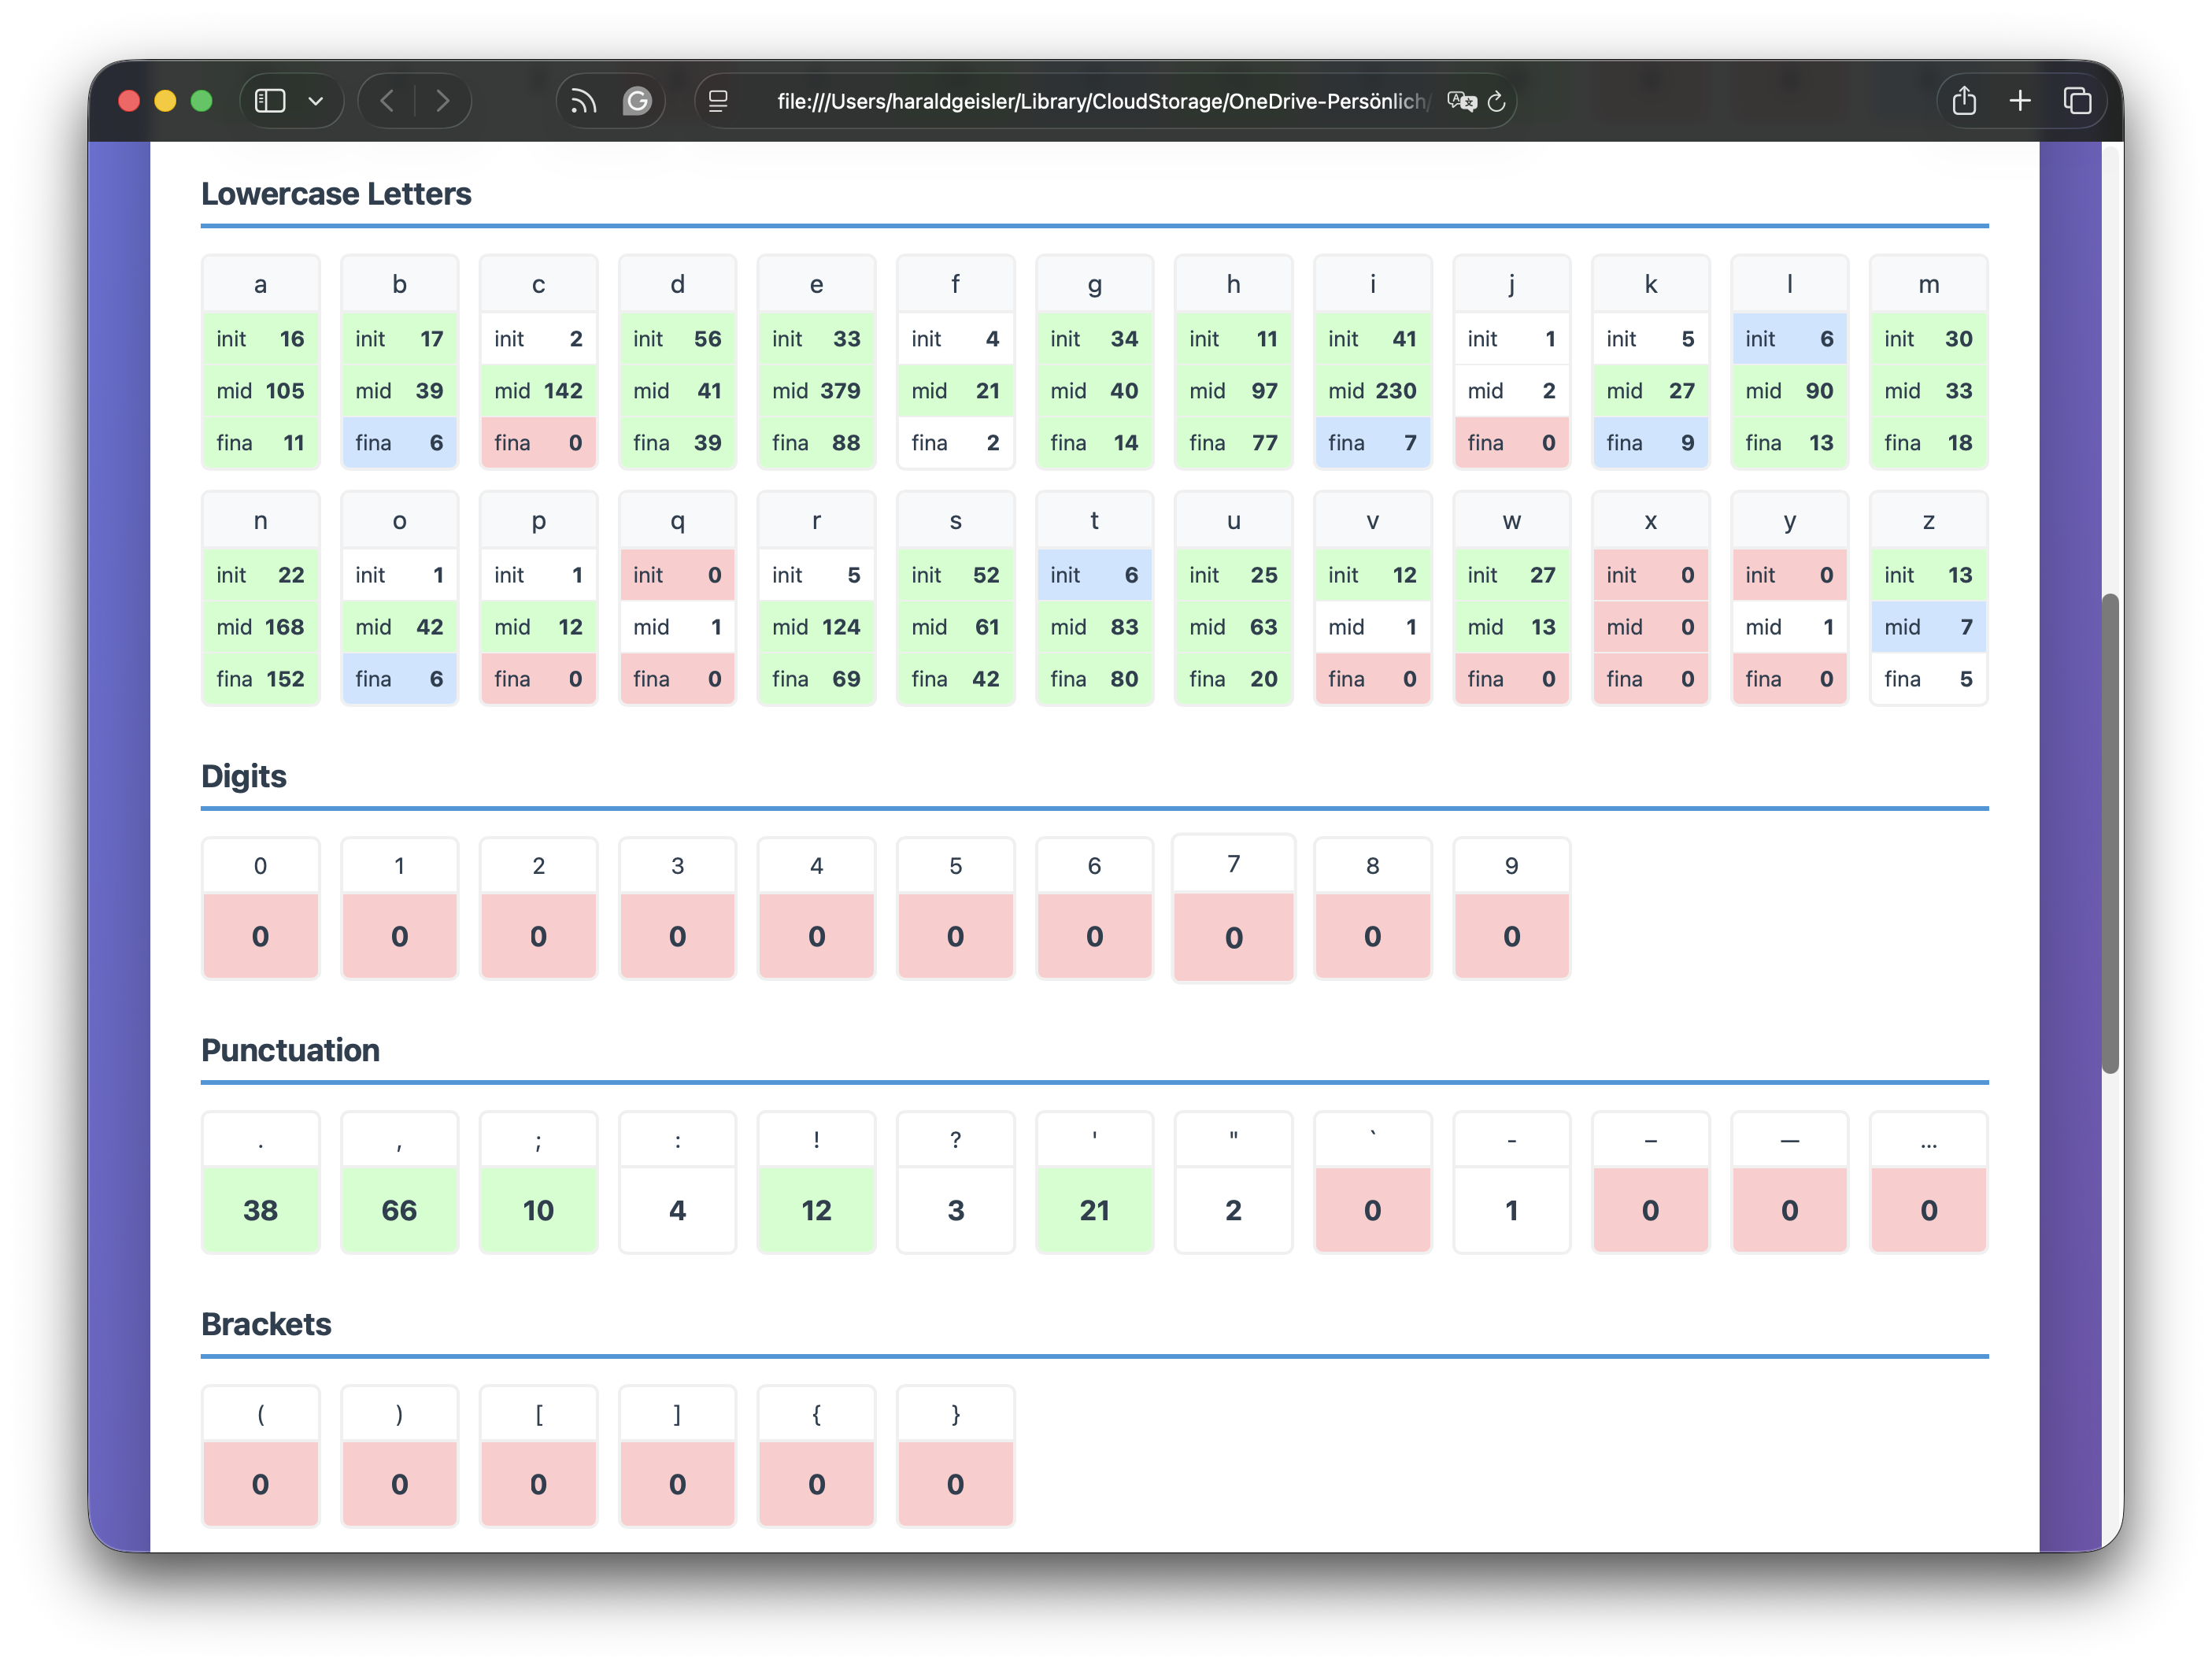 file:///Users/haraldgeisler/Library/CloudStorage/OneDrive-Persönlich/
Lowercase Letters
a b c d e f g h i j k l m
init 16 init 17 init 2 init 56 init 33 init 4 init 34 init 11 init 41 init 1 init 5 init 6 init 30
mid 105 mid 39 mid 142 mid 41 mid 379 mid 21 mid 40 mid 97 mid 230 mid 2 mid 27 mid 90 mid 33
fina 11 fina 6 fina 0 fina 39 fina 88 fina 2 fina 14 fina 77 fina 7 fina 0 fina 9 fina 13 fina 18
n o p q r s t u v w x y z
init 22 init 1 init 1 init 0 init 5 init 52 init 6 init 25 init 12 init 27 init 0 init 0 init 13
mid 168 mid 42 mid 12 mid 1 mid 124 mid 61 mid 83 mid 63 mid 1 mid 13 mid 0 mid 1 mid 7
fina 152 fina 6 fina 0 fina 0 fina 69 fina 42 fina 80 fina 20 fina 0 fina 0 fina 0 fina 0 fina 5
Digits
0 1 2 3 4 5 6 7 8 9
0 0 0 0 0 0 0 0 0 0
Punctuation
. , ; : ! ? ' " ` - – — …
38 66 10 4 12 3 21 2 0 1 0 0 0
Brackets
( ) [ ] { }
0 0 0 0 0 0